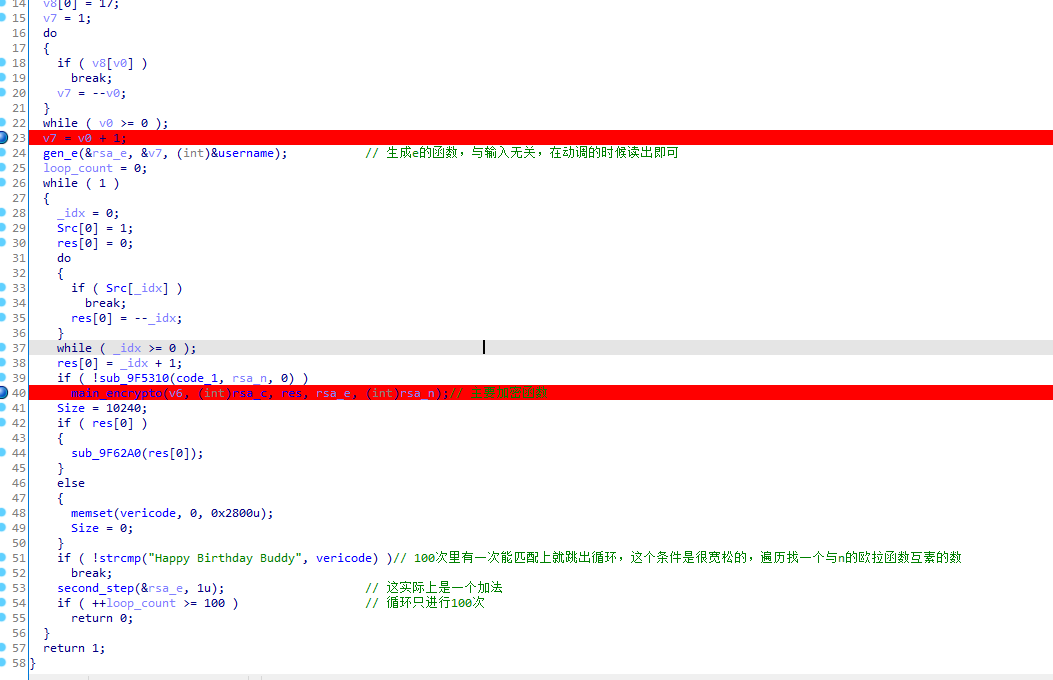 14 v8[0] = 17;
15 v7 = 1;
16 do
17 {
18 if ( v8[v0] )
19 break;
20 v7 = --v0;
21 }
22 while ( v0 >= 0 );
23 v7 = v0 + 1;
24 gen_e(&rsa_e, &v7, (int)&username); // 生成e的函数，与输入无关，在动调的时候读出即可
25 loop_count = 0;
26 while ( 1 )
27 {
28 _idx = 0;
29 Src[0] = 1;
30 res[0] = 0;
31 do
32 {
33 if ( Src[_idx] )
34 break;
35 res[0] = --_idx;
36 }
37 while ( _idx >= 0 );
38 res[0] = _idx + 1;
39 if ( !sub_9F5310(code_1, rsa_n, 0) )
40 main_encrypto(v6, (int)rsa_c, res, rsa_e, (int)rsa_n);//
41 Size = 10240;
42 if ( res[0] )
43 {
44 sub_9F62A0(res[0]);
45 }
46 else
47 {
48 memset(vericode, 0, 0x2800u);
49 Size = 0;
50 }
51 if ( !strcmp("Happy Birthday Buddy", vericode) )// 100次里有一次能匹配上就跳出循环，这个条件是很宽松的，遍历找一个与n的欧拉函数互素的数
52 break;
53 second_step(&rsa_e, 1u); // 这实际上是一个加法
54 if ( ++loop_count >= 100 ) // 循环只进行100次
55 return 0;
56 }
57 return 1;
58 }